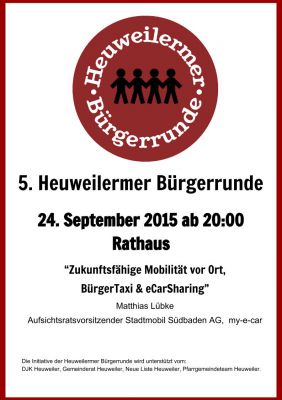 Heuweilermer
Bürgerrunde
5. Heuweilermer Bürgerrunde
24. September 2015 ab 20:00
Rathaus
“Zukunftsfähige Mobilität vor Ort,
BürgerTaxi & eCarSharing”
Matthias Lübke
Aufsichtsratsvorsitzender Stadtmobil Südbaden AG, my-e-car
Die Initiative der Heuweilermer Bürgerrunde wird unterstützt vom:
DJK Heuweiler, Gemeinderat Heuweiler, Neue Liste Heuweiler, Pfarrgemeindeteam Heuweiler.